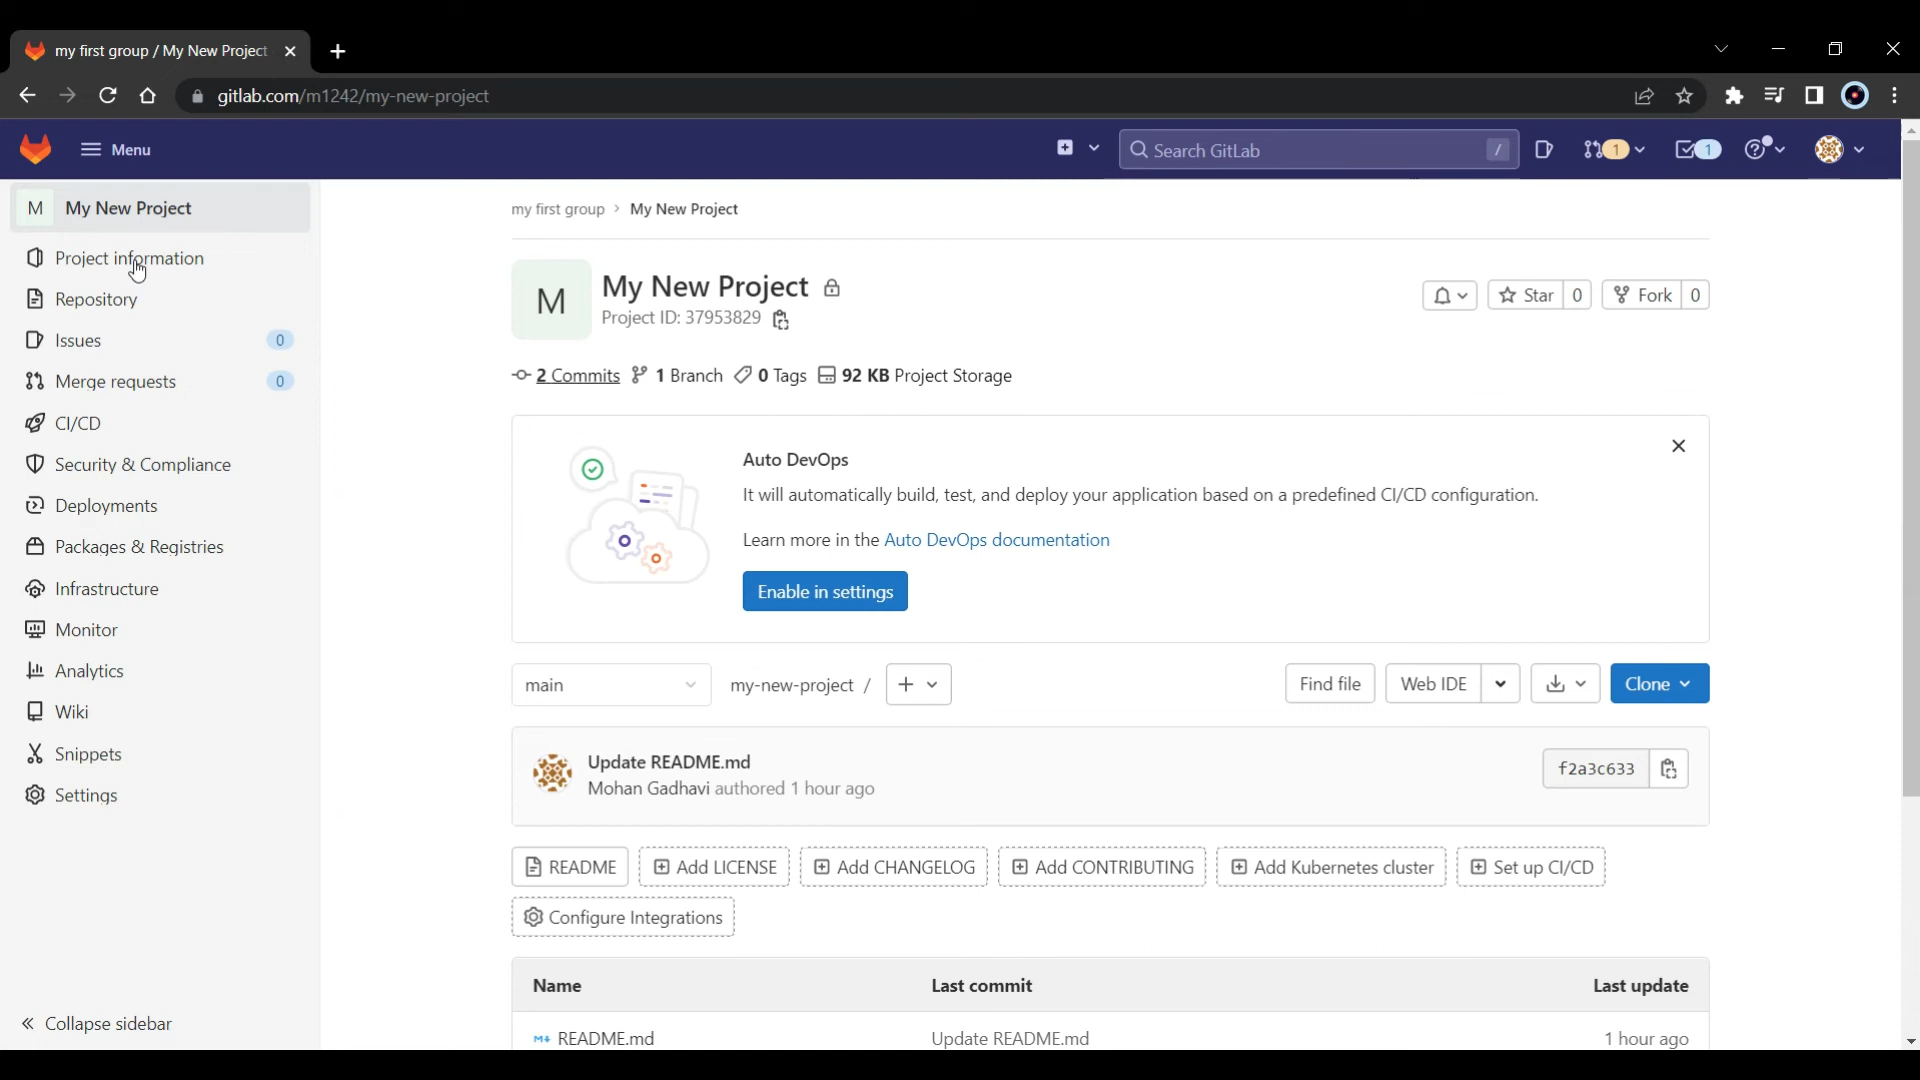 my first group / My New Project
gitlab.com/m1242/my-new-project
Menu
Search GitLab
/
1
1
M My New Project
Project information
Repository
Issues 0
Merge requests 0
CI/CD
Security & Compliance
Deployments
Packages & Registries
Infrastructure
Monitor
Analytics
Wiki
Snippets
Settings
Collapse sidebar
my first group > My New Project
M
My New Project
Project ID: 37953829
Star 0
Fork 0
2 Commits 1 Branch 0 Tags 92 KB Project Storage
Auto DevOps
It will automatically build, test, and deploy your application based on a predefined CI/CD configuration.
Learn more in the Auto DevOps documentation
Enable in settings
main
my-new-project / +
Find file
Web IDE
Clone
Update README.md
Mohan Gadhavi authored 1 hour ago
f2a3c633
README
Add LICENSE
Add CHANGELOG
Add CONTRIBUTING
Add Kubernetes cluster
Set up CI/CD
Configure Integrations
Name Last commit Last update
M↓ README.md Update README.md 1 hour ago